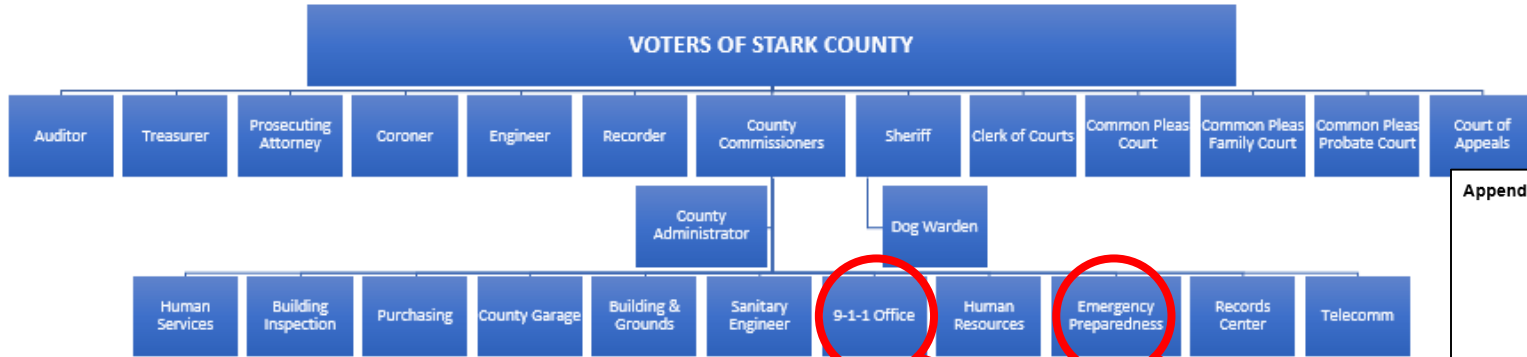 VOTERS OF STARK COUNTY
Auditor
Treasurer
Prosecuting
Attorney
Coroner
Engineer
Recorder
County
Commissioners
Sheriff
Clerk of Courts
Common Pleas
Court
Common Pleas
Family Court
Common Pleas
Probate Court
Court of
Appeals
Append
County
Administrator
Dog Warden
Human
Services
Building
Inspection
Purchasing
County Garage
Building &
Grounds
Sanitary
Engineer
9-1-1 Office
Human
Resources
Emergency
Preparedness
Records
Center
Telecomm